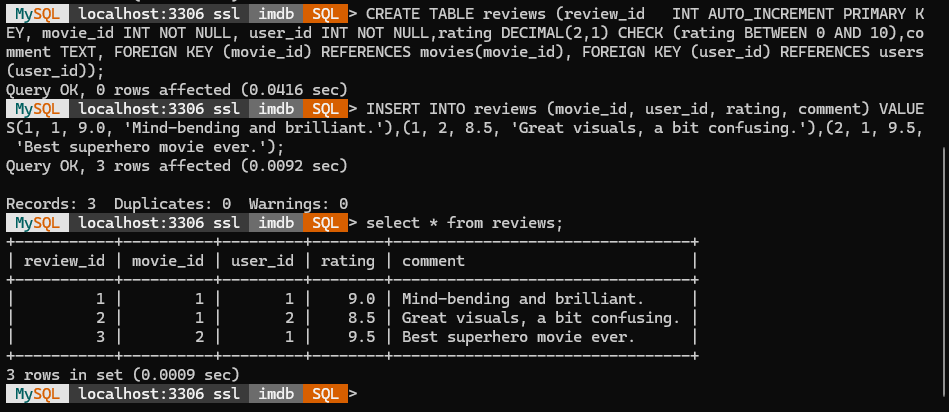 MySQL localhost:3306 ssl imdb SQL > CREATE TABLE reviews (review_id   INT AUTO_INCREMENT PRIMARY K
EY, movie_id INT NOT NULL, user_id INT NOT NULL,rating DECIMAL(2,1) CHECK (rating BETWEEN 0 AND 10),co
mment TEXT, FOREIGN KEY (movie_id) REFERENCES movies(movie_id), FOREIGN KEY (user_id) REFERENCES users
(user_id));
Query OK, 0 rows affected (0.0416 sec)
MySQL localhost:3306 ssl imdb SQL > INSERT INTO reviews (movie_id, user_id, rating, comment) VALUE
S(1, 1, 9.0, 'Mind-bending and brilliant.'),(1, 2, 8.5, 'Great visuals, a bit confusing.'),(2, 1, 9.5,
 'Best superhero movie ever.');
Query OK, 3 rows affected (0.0092 sec)

Records: 3  Duplicates: 0  Warnings: 0
MySQL localhost:3306 ssl imdb SQL > select * from reviews;
+-----------+----------+---------+--------+----------------------------------+
| review_id | movie_id | user_id | rating | comment                          |
+-----------+----------+---------+--------+----------------------------------+
|         1 |        1 |       1 |    9.0 | Mind-bending and brilliant.      |
|         2 |        1 |       2 |    8.5 | Great visuals, a bit confusing. |
|         3 |        2 |       1 |    9.5 | Best superhero movie ever.       |
+-----------+----------+---------+--------+----------------------------------+
3 rows in set (0.0009 sec)
MySQL localhost:3306 ssl imdb SQL >